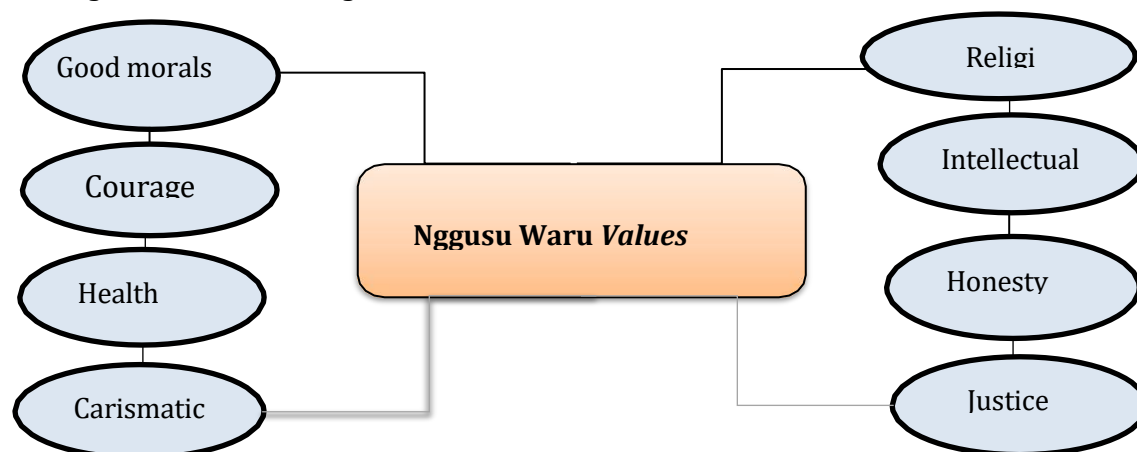 Good morals
Courage
Health
Carismatic
Nggusu Waru Values
Religi
Intellectual
Honesty
Justice